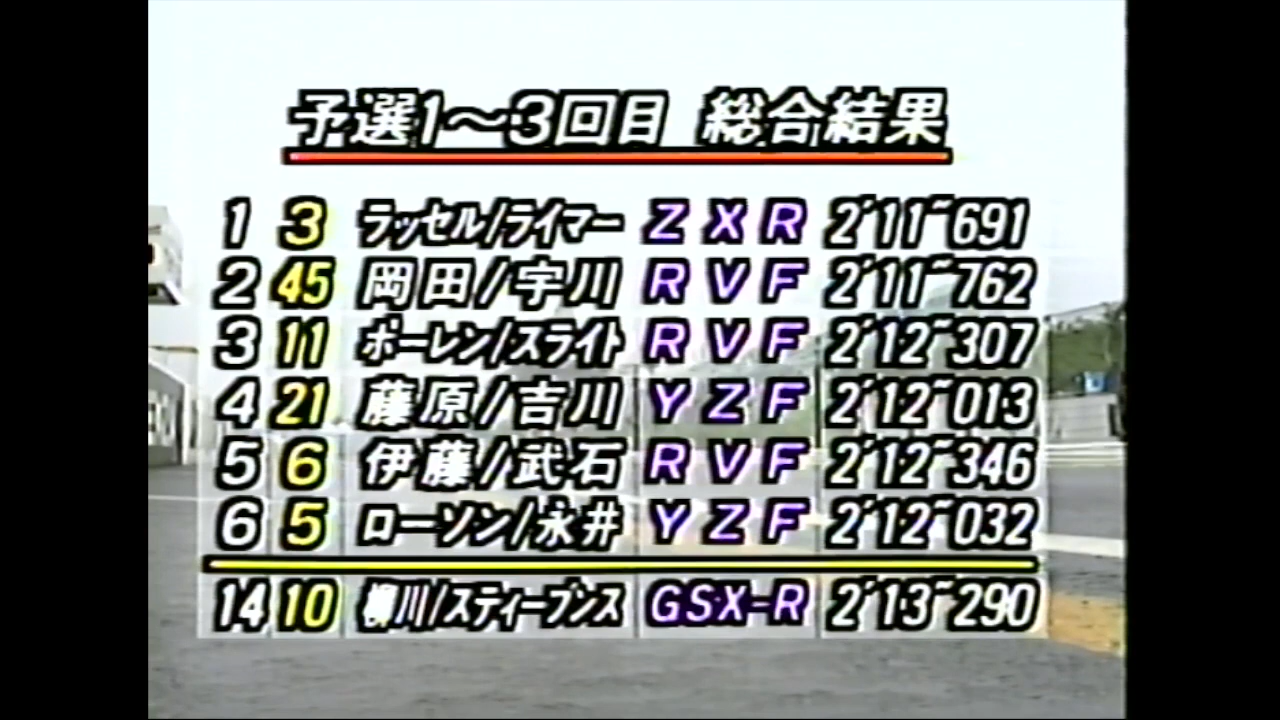 予選1〜3回目 総合結果
1 3 ラッセル/ライマー ZXR 2'11"691
2 45 岡田/宇川 RVF 2'11"762
3 11 ポーレン/スライト RVF 2'12"307
4 21 藤原/吉川 YZF 2'12"013
5 6 伊藤/武石 RVF 2'12"346
6 5 ローソン/永井 YZF 2'12"032
14 10 柳川/スティーブンス GSX-R 2'13"290